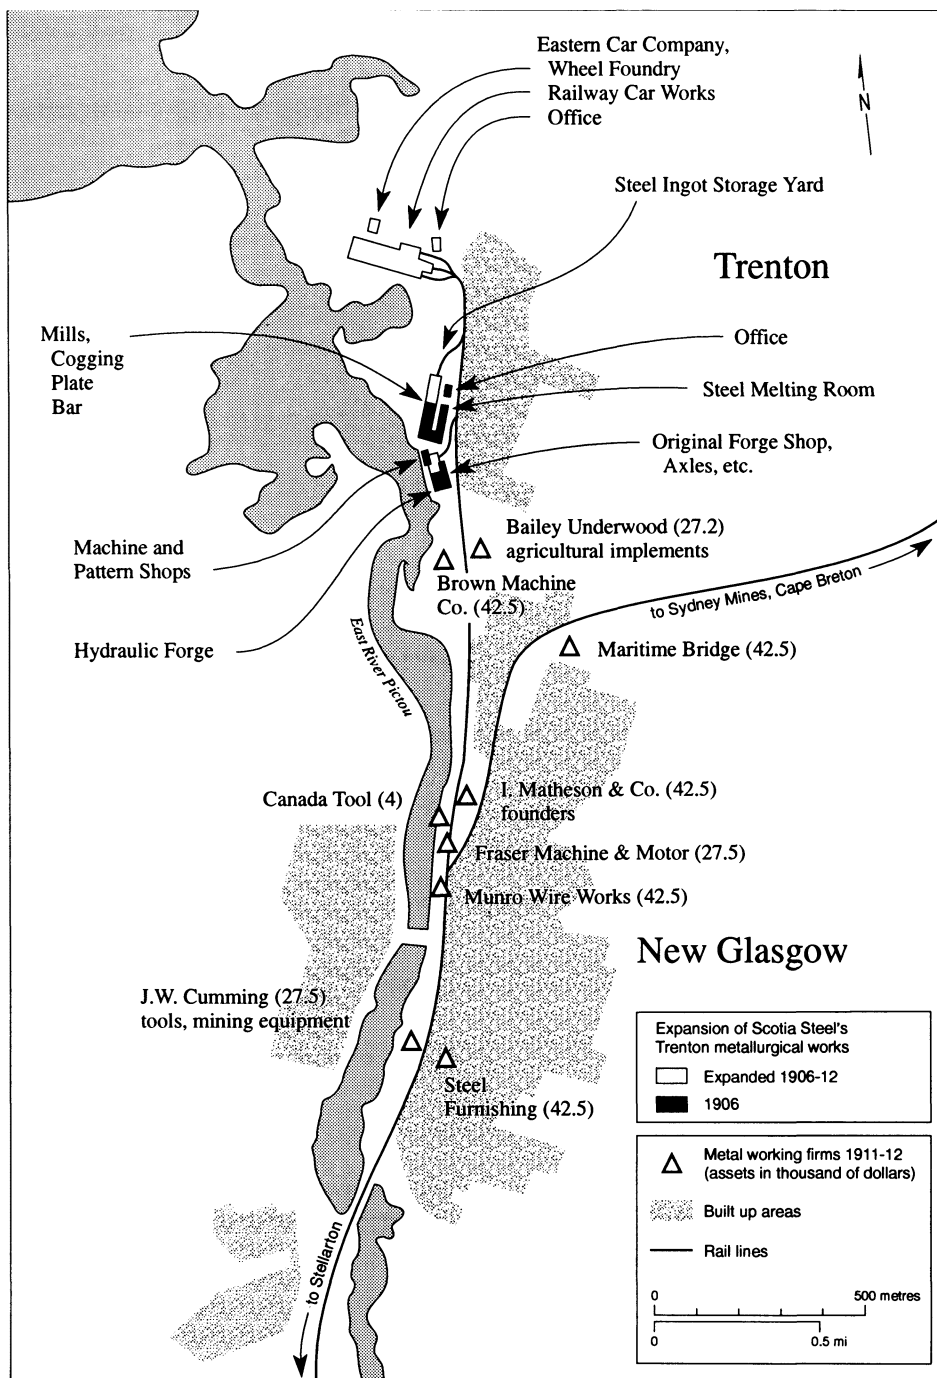 Eastern Car Company,
Wheel Foundry
Railway Car Works
Office
N
Steel Ingot Storage Yard
Trenton
Mills,
Cogging
Plate
Bar
Office
Steel Melting Room
Original Forge Shop,
Axles, etc.
Bailey Underwood (27.2)
agricultural implements
Machine and
Pattern Shops
Brown Machine
Co. (42.5)
to Sydney Mines, Cape Breton
Hydraulic Forge
East River Pictou
Maritime Bridge (42.5)
Canada Tool (4)
I. Matheson & Co. (42.5)
founders
Fraser Machine & Motor (27.5)
Munro Wire Works (42.5)
New Glasgow
J.W. Cumming (27.5)
tools, mining equipment
Steel
Furnishing (42.5)
to Stellarton
Expansion of Scotia Steel's
Trenton metallurgical works
Expanded 1906-12
1906
Metal working firms 1911-12
(assets in thousand of dollars)
Built up areas
Rail lines
0 500 metres
0 0.5 mi